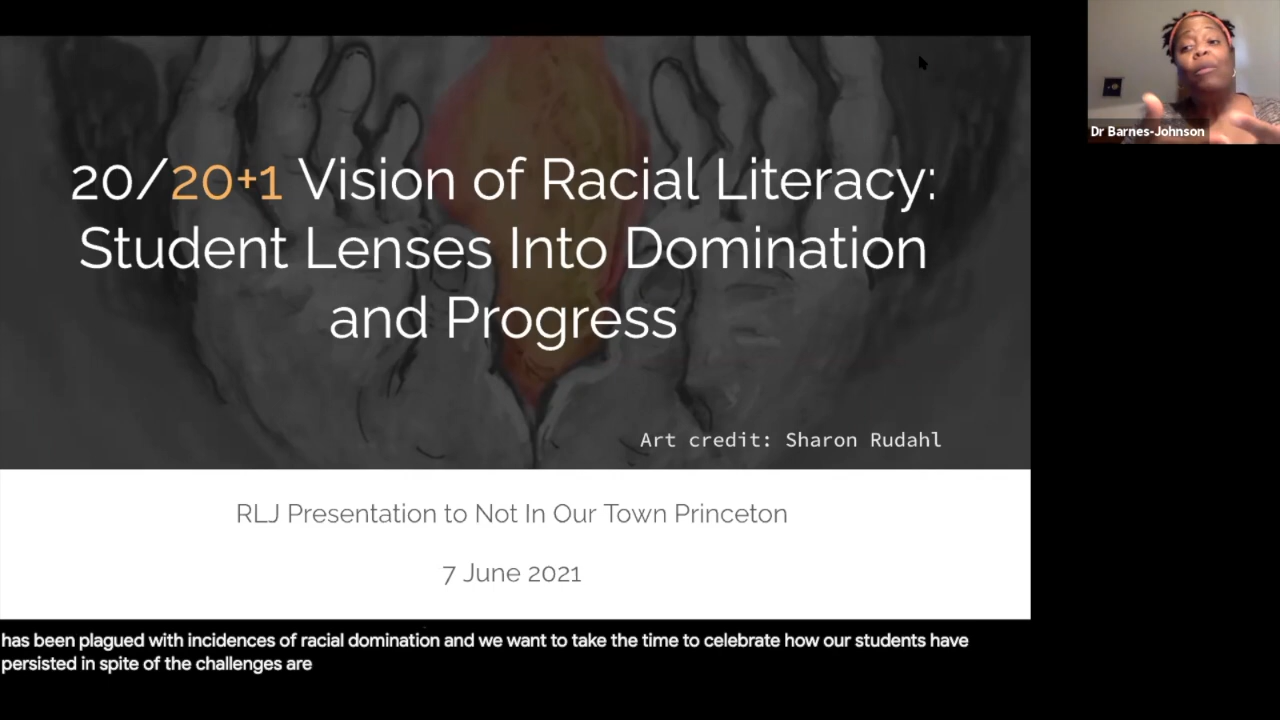 20/20+1 Vision of Racial Literacy:
Student Lenses Into Domination
and Progress
Art credit: Sharon Rudahl
RLJ Presentation to Not In Our Town Princeton
7 June 2021
Dr Barnes-Johnson
has been plagued with incidences of racial domination and we want to take the time to celebrate how our students have
persisted in spite of the challenges are